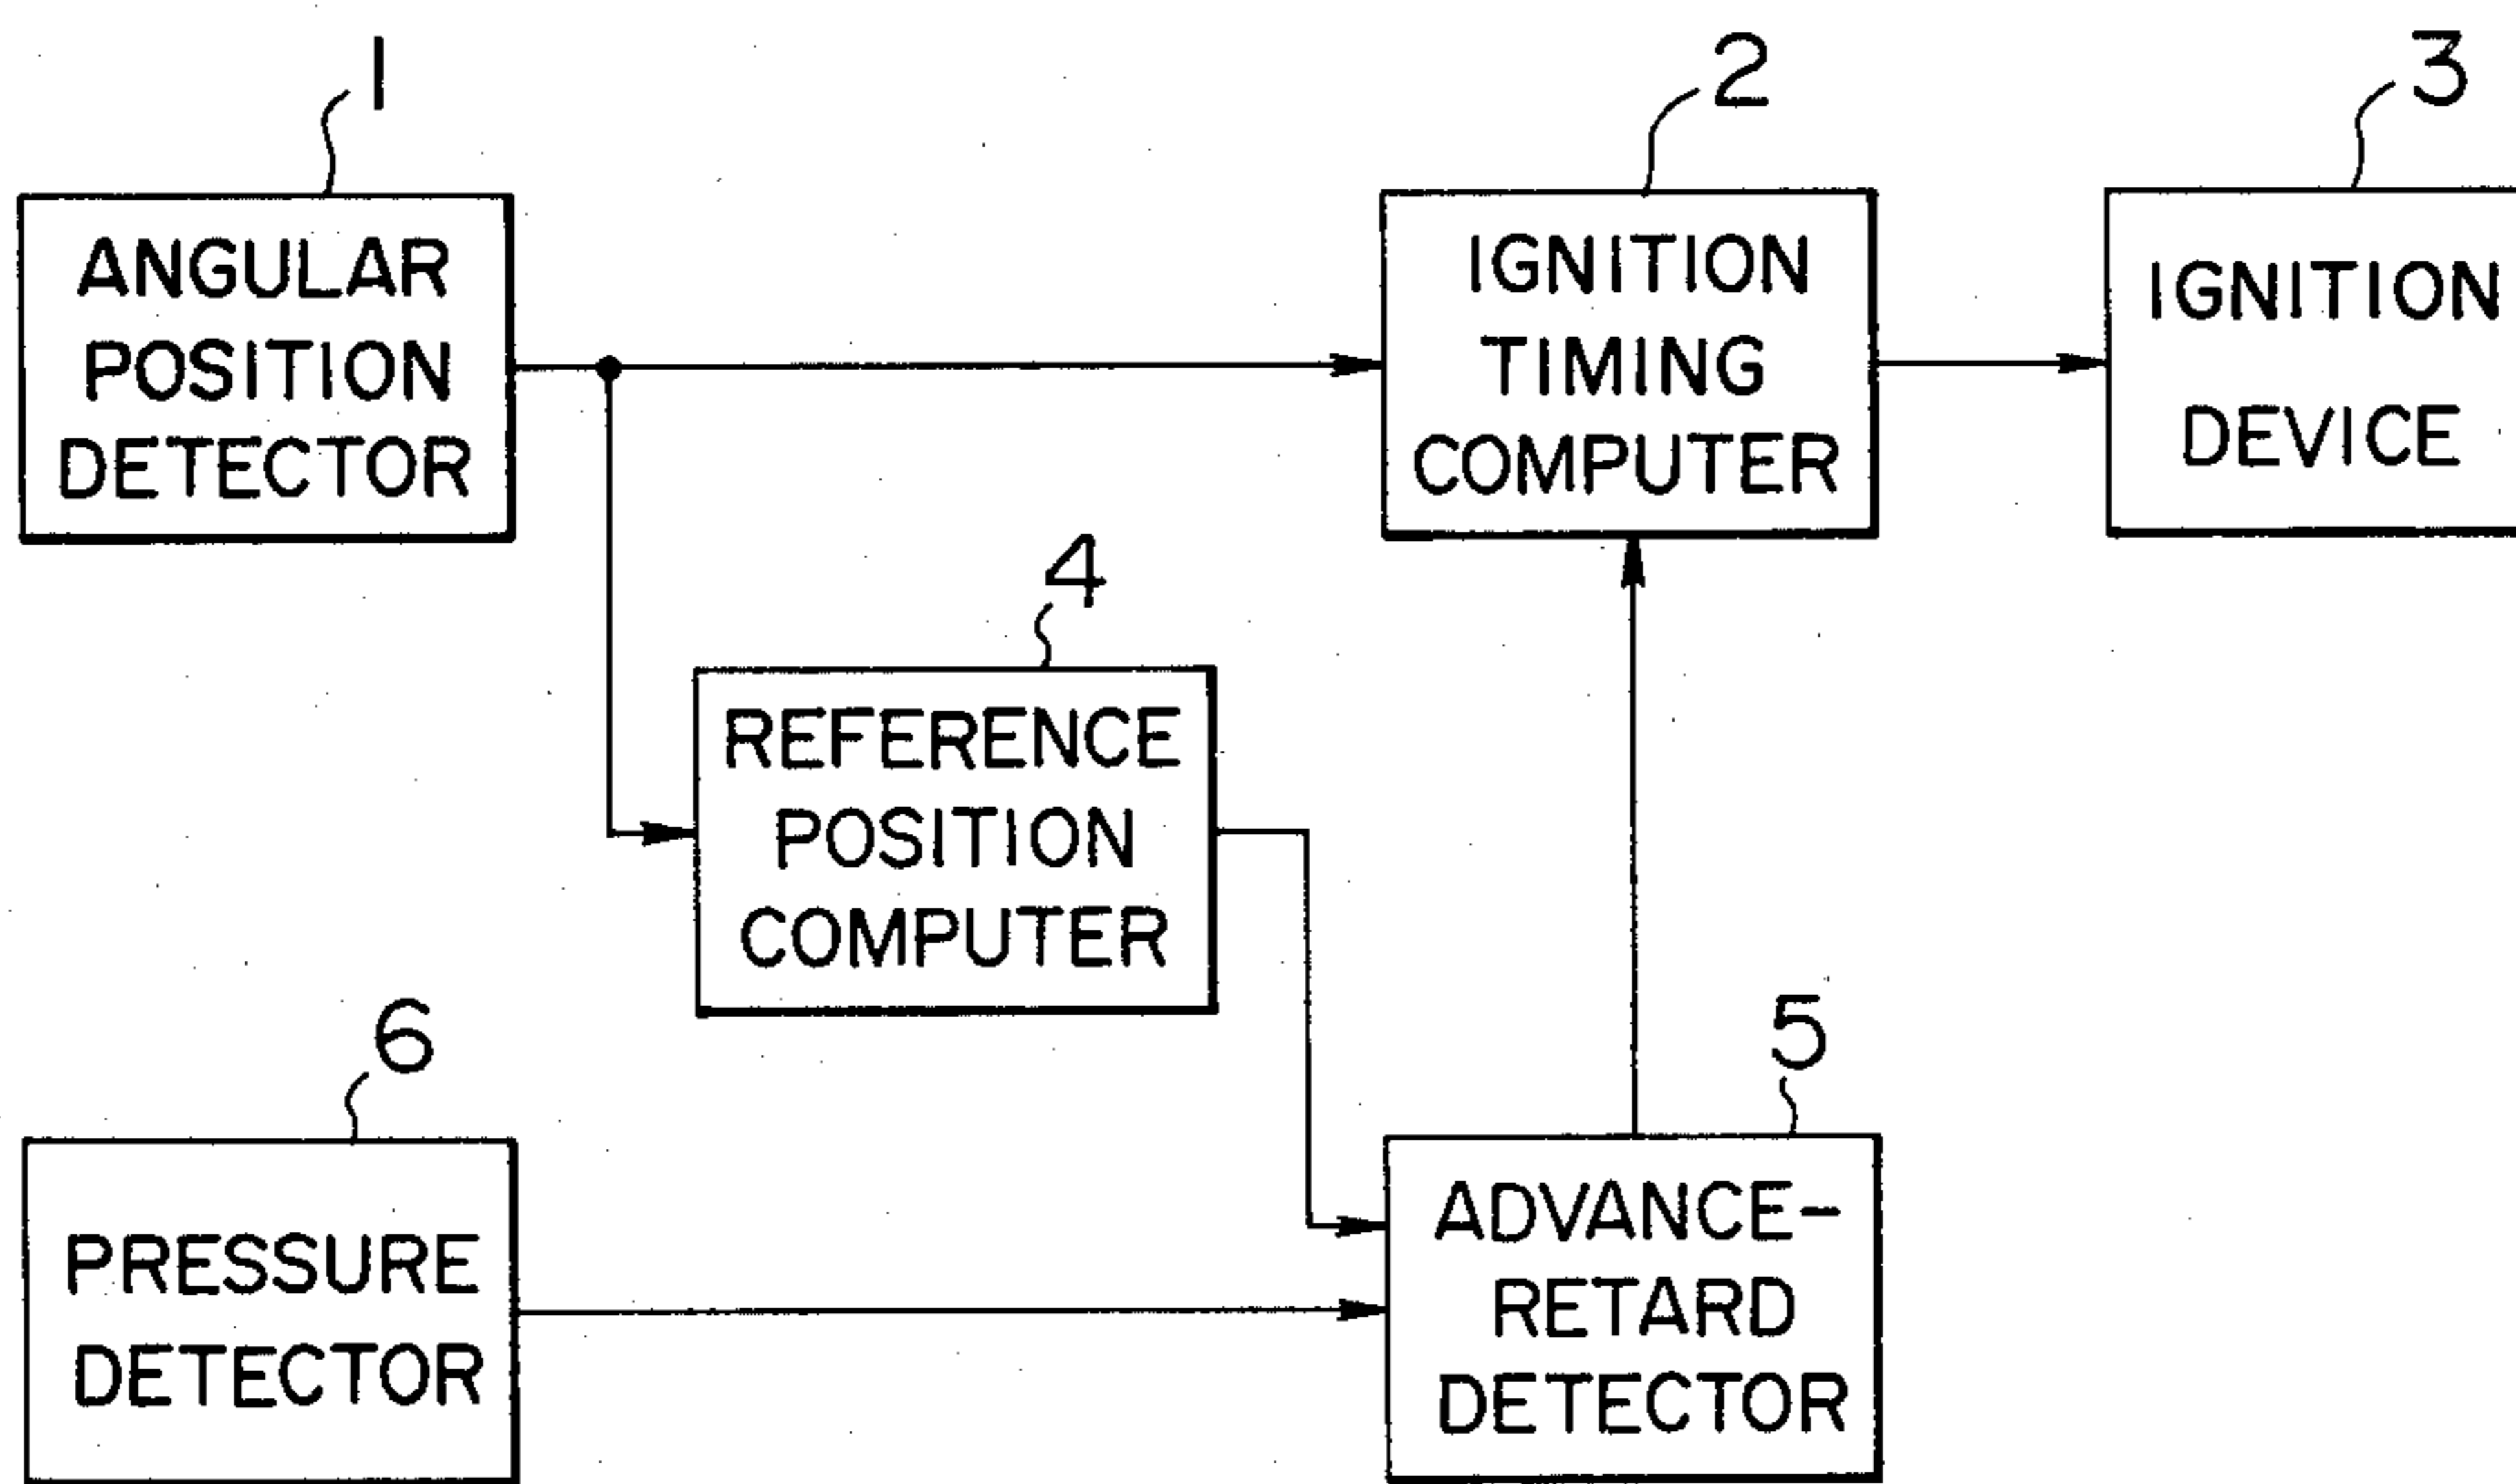 1
ANGULAR
POSITION
DETECTOR
2
IGNITION
TIMING
COMPUTER
3
IGNITION
DEVICE
4
REFERENCE
POSITION
COMPUTER
6
PRESSURE
DETECTOR
5
ADVANCE-
RETARD
DETECTOR